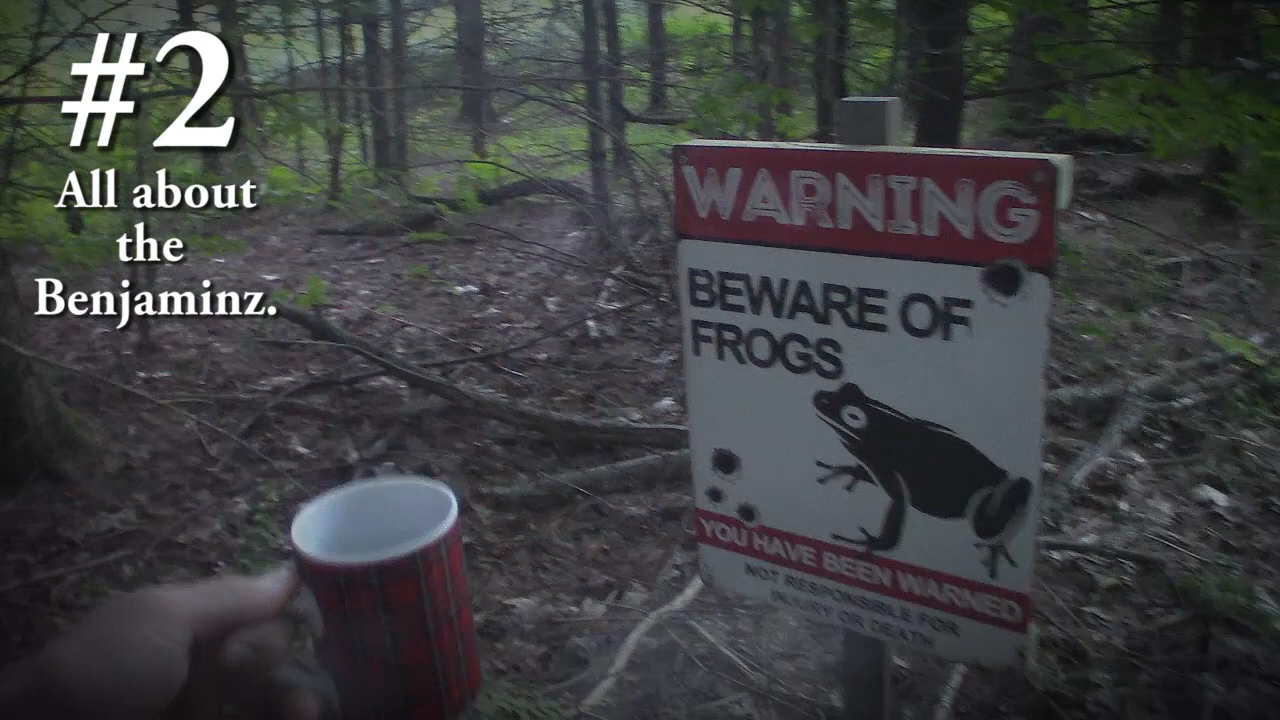 #2
All about
the
Benjaminz.
WARNING
BEWARE OF
FROGS
YOU HAVE BEEN WARNED
NOT RESPONSIBLE FOR
INJURY OR DEATH